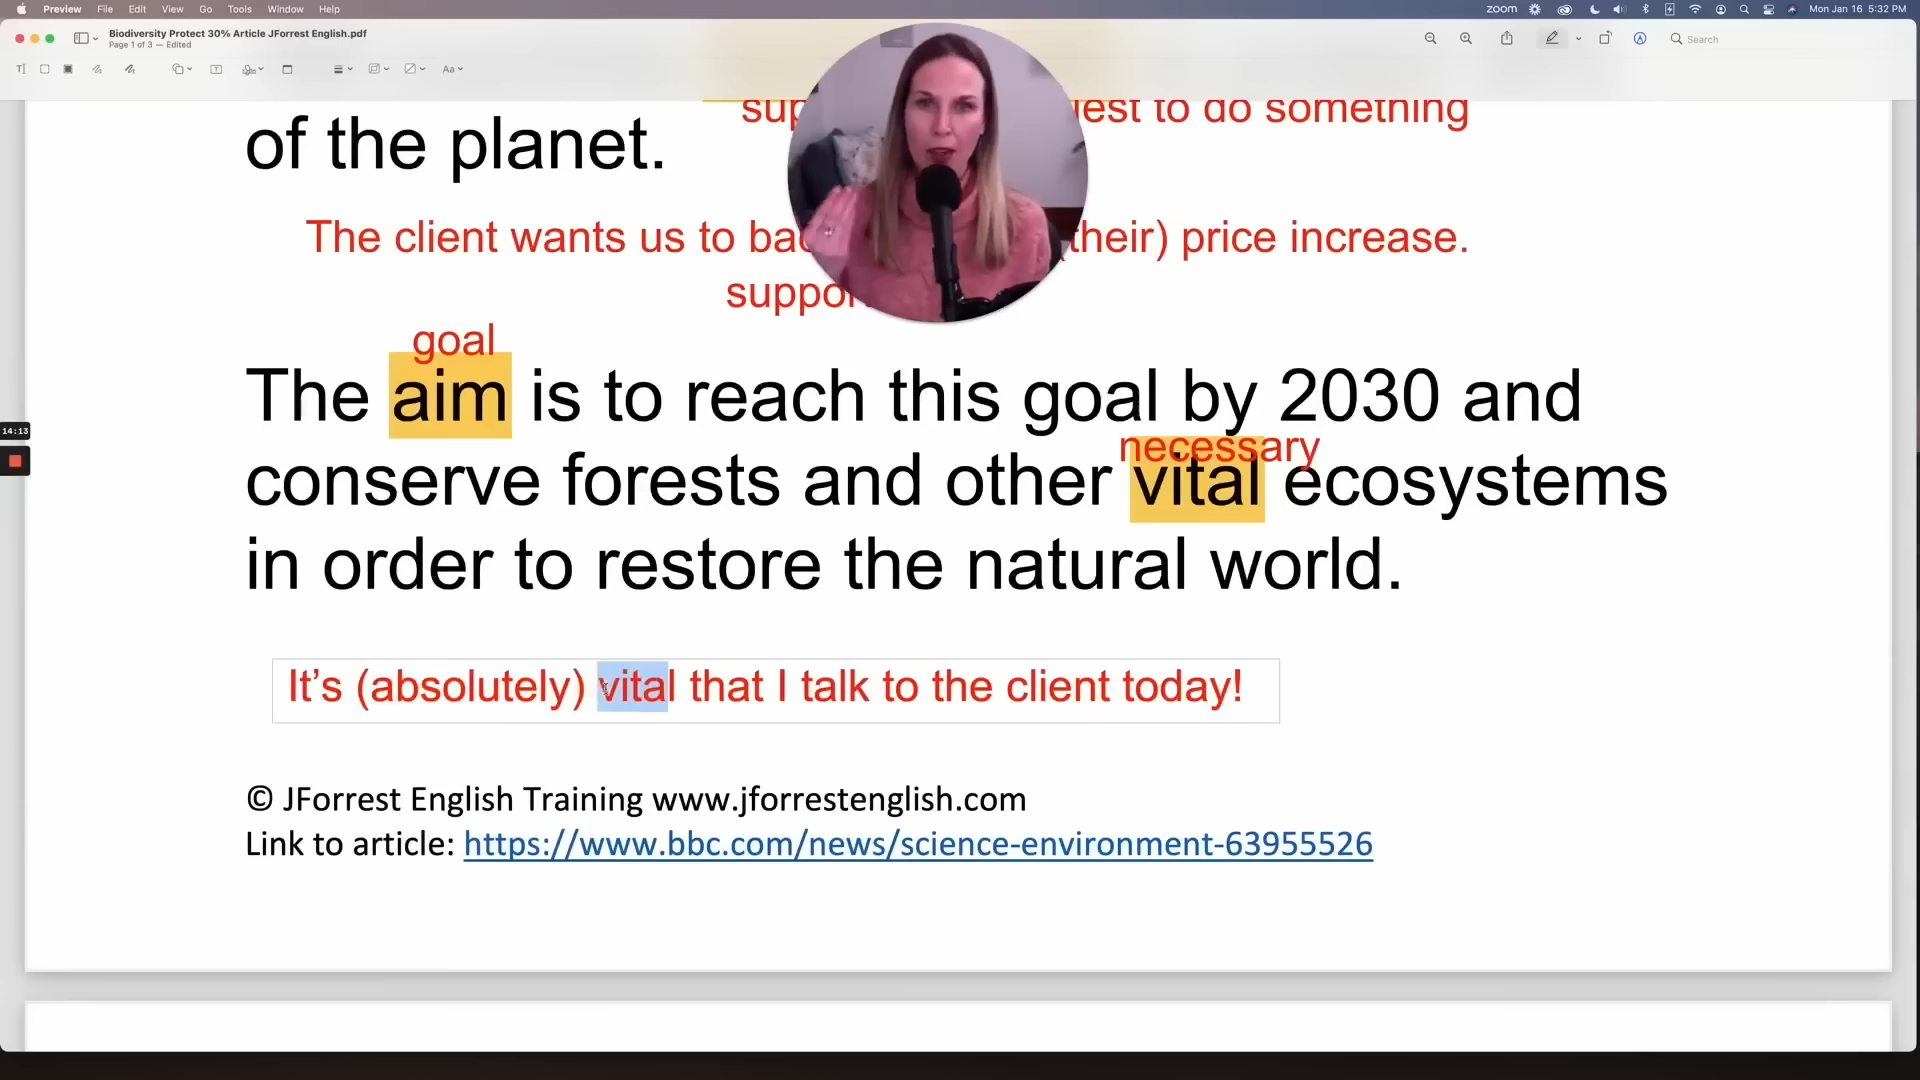 Preview File Edit View Go Tools Window Help zoom Mon Jan 16 5:32 PM
Biodiversity Protect 30% Article JForrest English.pdf
Page 1 of 3 — Edited
Search
Aa
to do something
of the planet.
The client wants us to (their) price increase.
goal
The aim is to reach this goal by 2030 and
14:13
necessary
conserve forests and other vital ecosystems
in order to restore the natural world.
It's (absolutely) vital that I talk to the client today!
© JForrest English Training www.jforrestenglish.com
Link to article: https://www.bbc.com/news/science-environment-63955526